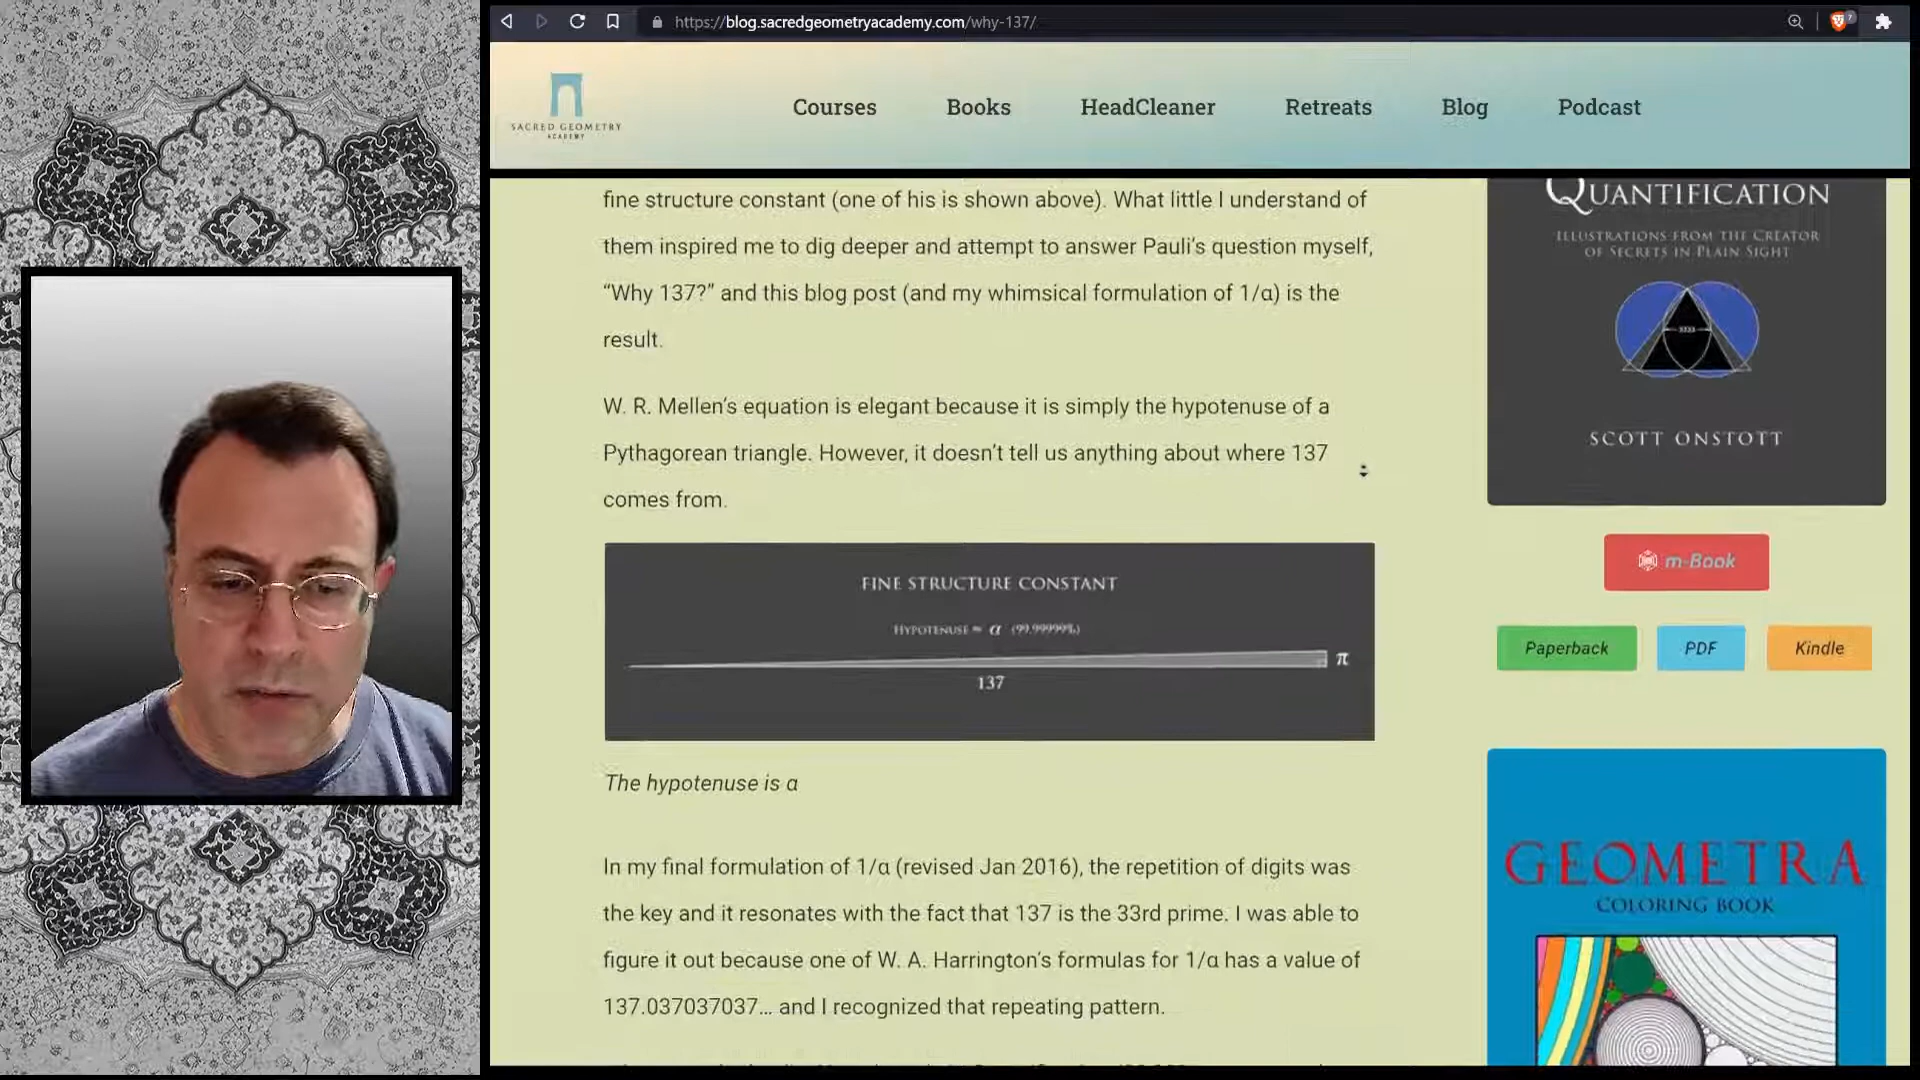 https://blog.sacredgeometryacademy.com/why-137/
SACRED GEOMETRY
ACADEMY
Courses
Books
HeadCleaner
Retreats
Blog
Podcast
fine structure constant (one of his is shown above). What little I understand of
them inspired me to dig deeper and attempt to answer Pauli’s question myself,
“Why 137?” and this blog post (and my whimsical formulation of 1/α) is the
result.
W. R. Mellen’s equation is elegant because it is simply the hypotenuse of a
Pythagorean triangle. However, it doesn’t tell us anything about where 137
comes from.
FINE STRUCTURE CONSTANT
HYPOTENUSE = α (99.99999%)
π
137
The hypotenuse is α
In my final formulation of 1/α (revised Jan 2016), the repetition of digits was
the key and it resonates with the fact that 137 is the 33rd prime. I was able to
figure it out because one of W. A. Harrington’s formulas for 1/α has a value of
137.037037037… and I recognized that repeating pattern.
QUANTIFICATION
ILLUSTRATIONS FROM THE CREATOR
OF SECRETS IN PLAIN SIGHT
SCOTT ONSTOTT
m-Book
Paperback
PDF
Kindle
GEOMETRA
COLORING BOOK